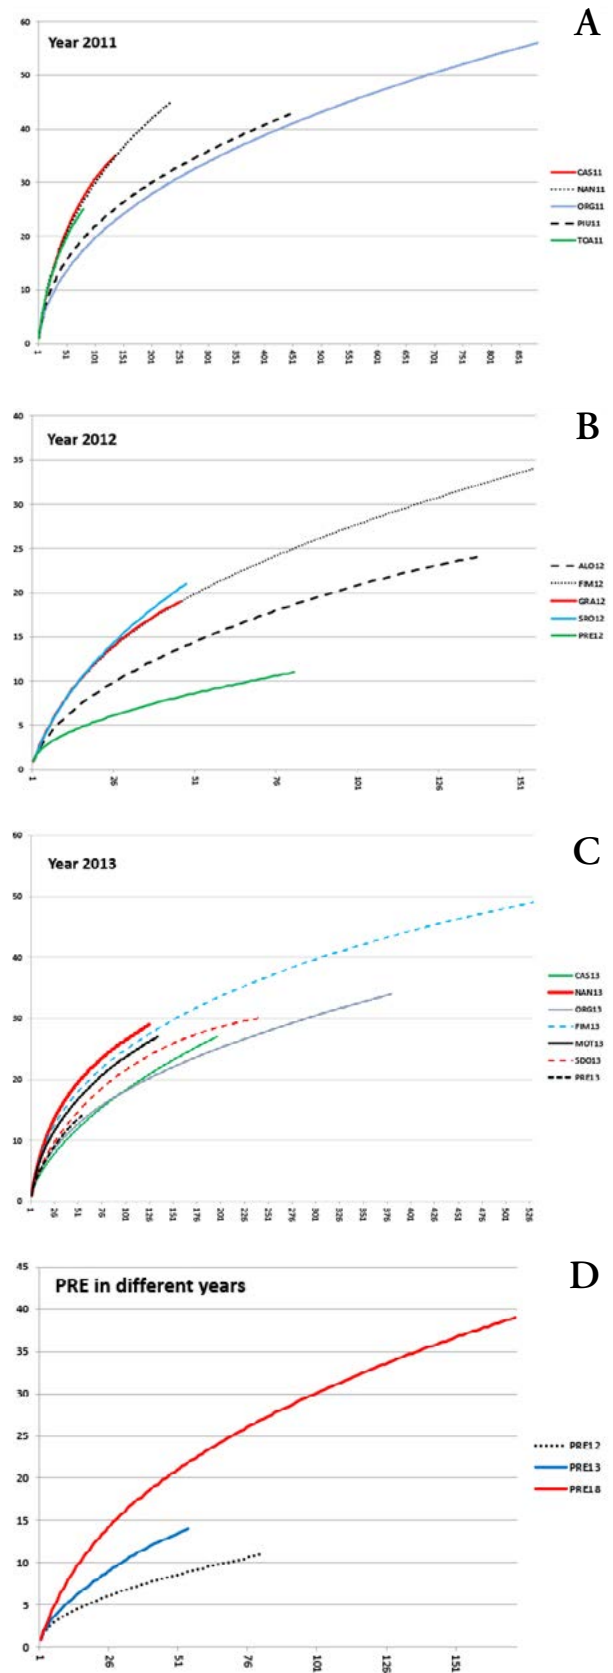 A
Year 2011
60
50
40
30
20
10
0
1 51 101 151 201 251 301 351 401 451 501 551 601 651 701 751 801 851
CAS11
NAN11
ORG11
PIU11
TOA11
B
Year 2012
40
35
30
25
20
15
10
5
0
1 26 51 76 101 126 151
ALO12
FIM12
GRA12
SRO12
PRE12
C
Year 2013
60
50
40
30
20
10
0
1 26 51 76 101 126 151 176 201 226 251 276 301 326 351 376 401 426 451 476 501 526
CAS13
NAN13
ORG13
FIM13
MUT13
SDO13
PRE13
D
PRE in different years
45
40
35
30
25
20
15
10
5
0
1 26 51 76 101 126 151
PRE12
PRE13
PRE18